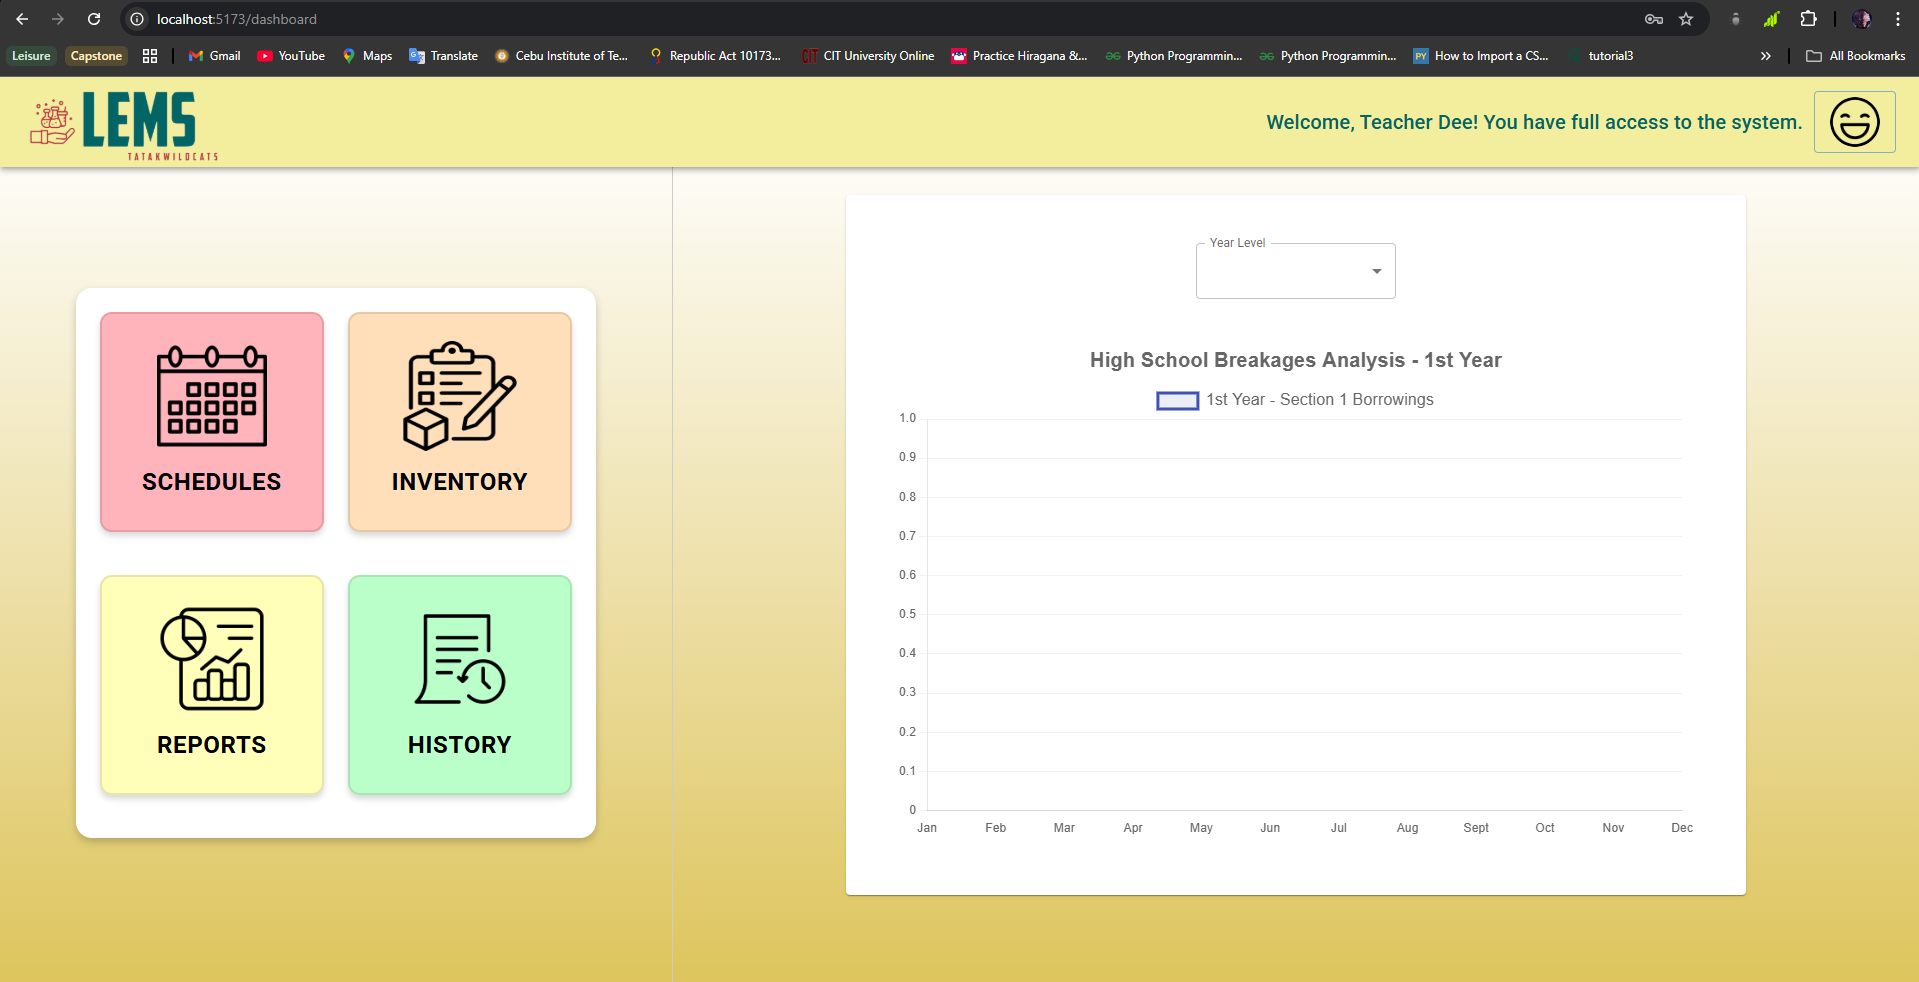 localhost:5173/dashboard
Leisure Capstone Gmail YouTube Maps Translate Cebu Institute of Te... Republic Act 10173... CIT CIT University Online Practice Hiragana &... Python Programmin... Python Programmin... PY How to Import a CS... tutorial3 » All Bookmarks
LEMS
TATAKWILDCATS
Welcome, Teacher Dee! You have full access to the system.
SCHEDULES
INVENTORY
REPORTS
HISTORY
Year Level
High School Breakages Analysis - 1st Year
1st Year - Section 1 Borrowings
1.0
0.9
0.8
0.7
0.6
0.5
0.4
0.3
0.2
0.1
0
Jan Feb Mar Apr May Jun Jul Aug Sept Oct Nov Dec